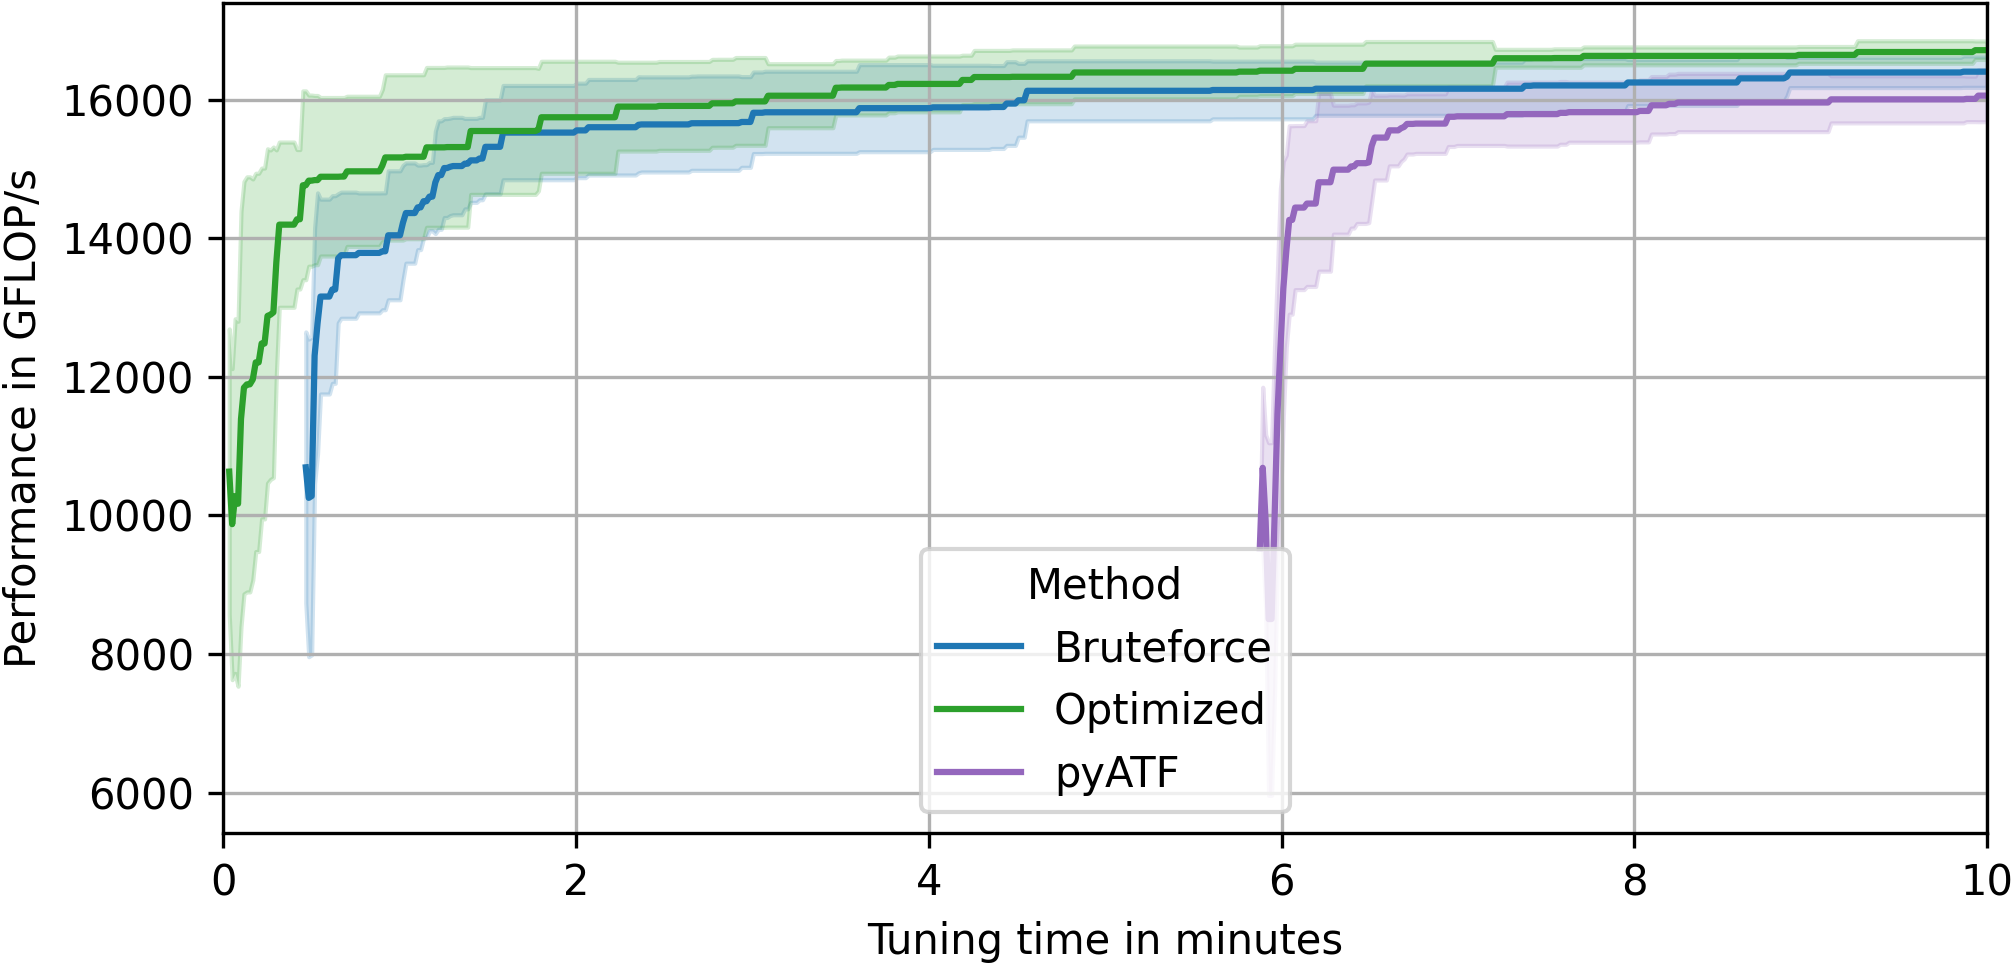 Performance in GFLOP/s
16000
14000
12000
10000
8000
6000
Method
Bruteforce
Optimized
pyATF
0 2 4 6 8 10
Tuning time in minutes